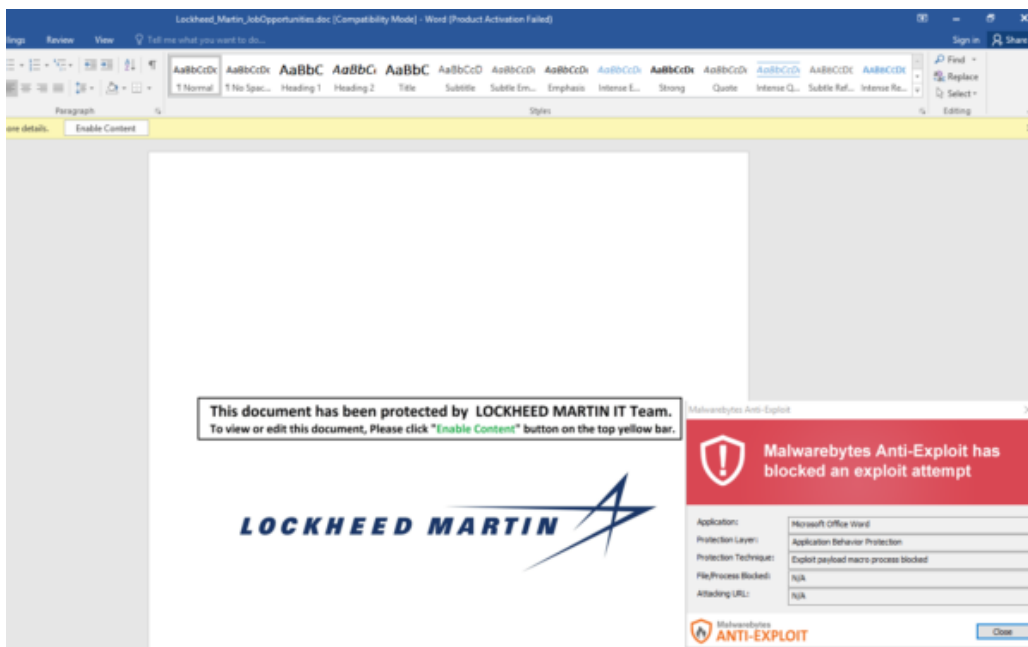 Lockheed_Martin_JobOpportunities.doc [Compatibility Mode] - Word (Product Activation Failed)
Review View Tell me what you want to do... Sign in Share
AaBbCcDc AaBbCcDc AaBbC AaBbCc AaBbC AaBbCcD AaBbCcDc AaBbCcDc AaBbCcDc AaBbCcDc AaBbCcDc AaBbCcDc AaBbCcDc AaBbCcDc
¶ Normal ¶ No Spac... Heading 1 Heading 2 Title Subtitle Subtle Em... Emphasis Intense E... Strong Quote Intense Q... Subtle Ref... Intense Re...
Find
Replace
Select
Paragraph Styles Editing
ore details. Enable Content
This document has been protected by LOCKHEED MARTIN IT Team.
To view or edit this document, Please click "Enable Content" button on the top yellow bar.
LOCKHEED MARTIN
Malwarebytes Anti-Exploit
Malwarebytes Anti-Exploit has
blocked an exploit attempt
Application: Microsoft Office Word
Protection Layer: Application Behavior Protection
Protection Technique: Exploit payload macro process blocked
File/Process Blocked: N/A
Attacking URL: N/A
Malwarebytes
ANTI-EXPLOIT
Close